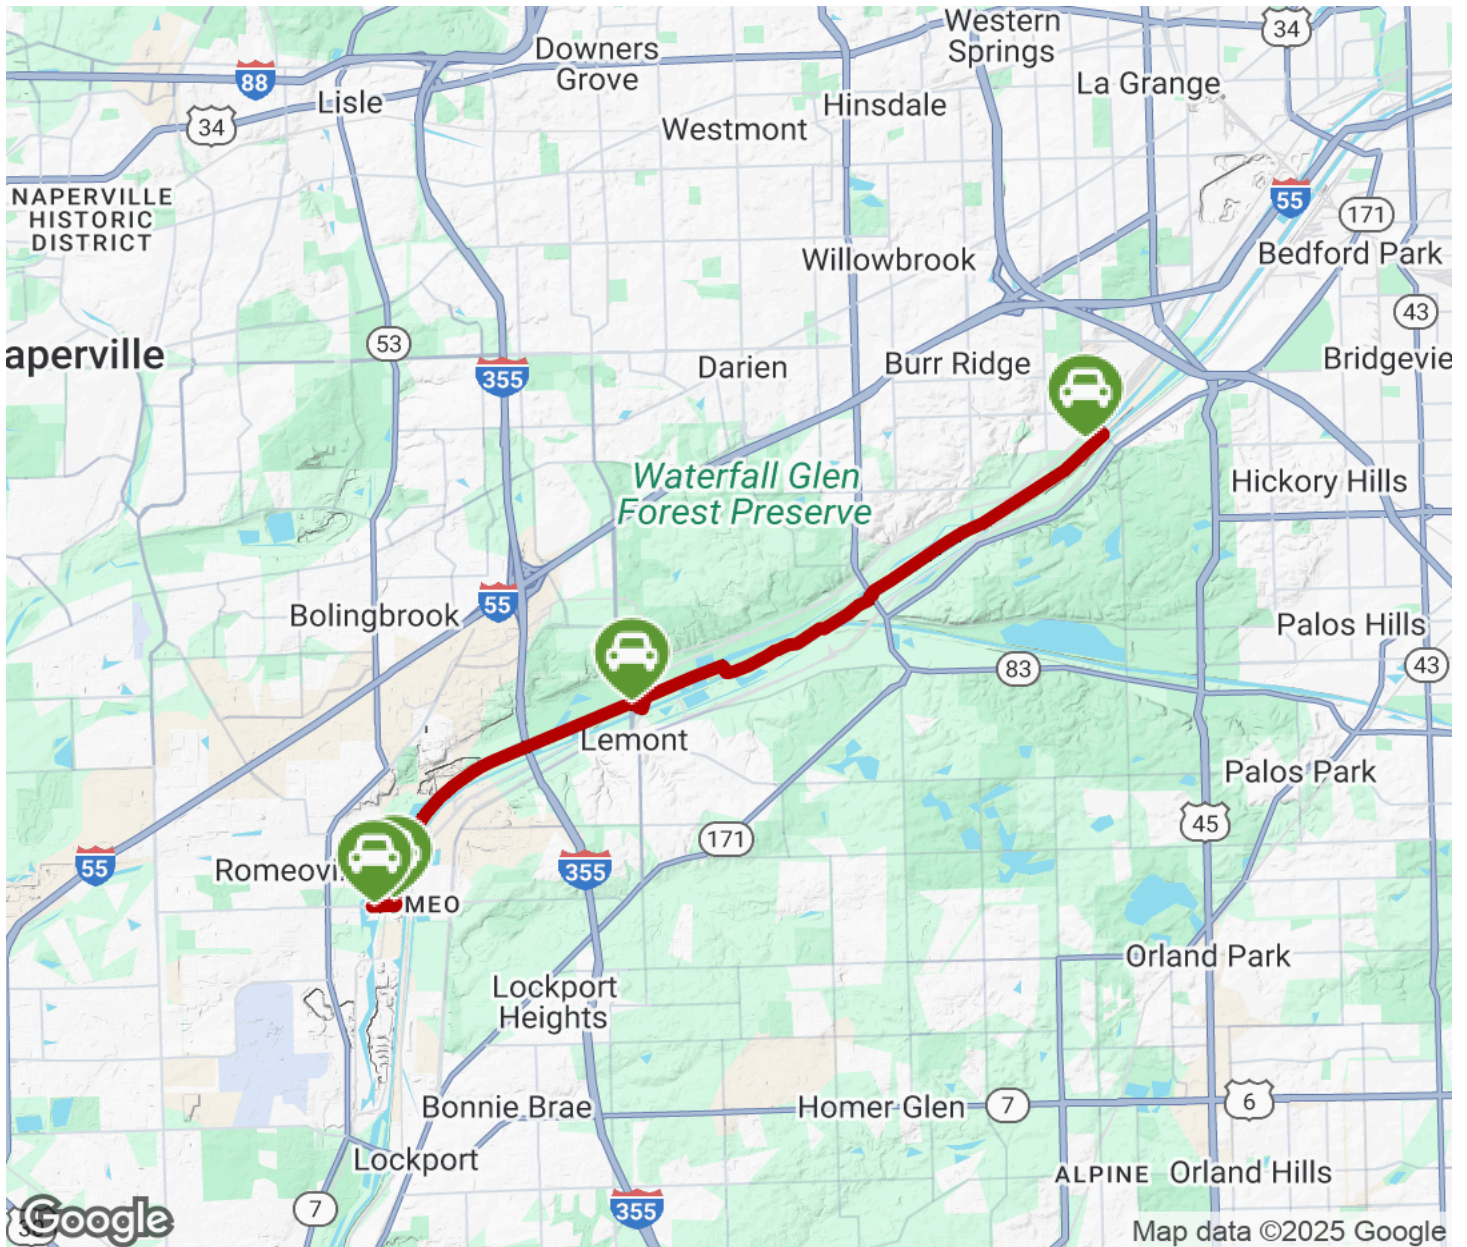 Western
Springs
34
Downers
Grove
88
La Grange
Lisle
Hinsdale
34
Westmont
NAPERVILLE
HISTORIC
DISTRICT
55
171
Bedford Park
Willowbrook
43
53
aperville
Bridgevie
Burr Ridge
Darien
355
Waterfall Glen
Forest Preserve
Hickory Hills
55
Bolingbrook
Palos Hills
43
83
Lemont
Palos Park
45
171
55
Romeovi
355
MEO
Orland Park
Lockport
Heights
Bonnie Brae
Homer Glen
7
6
Lockport
ALPINE
Orland Hills
7
355
Google
Map data ©2025 Google